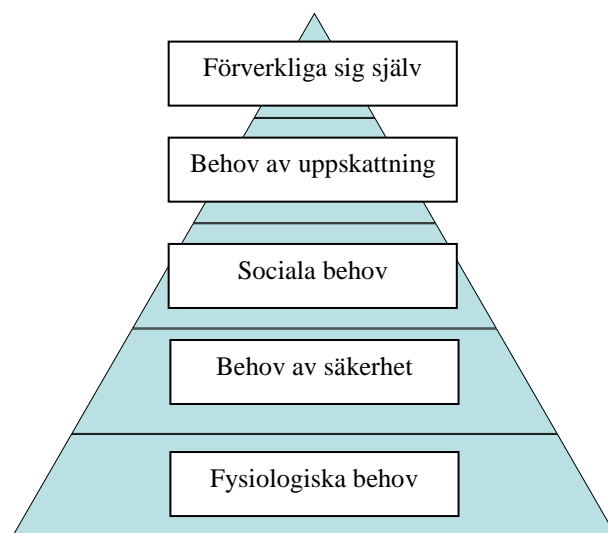 Förverkliga sig själv
Behov av uppskattning
Sociala behov
Behov av säkerhet
Fysiologiska behov